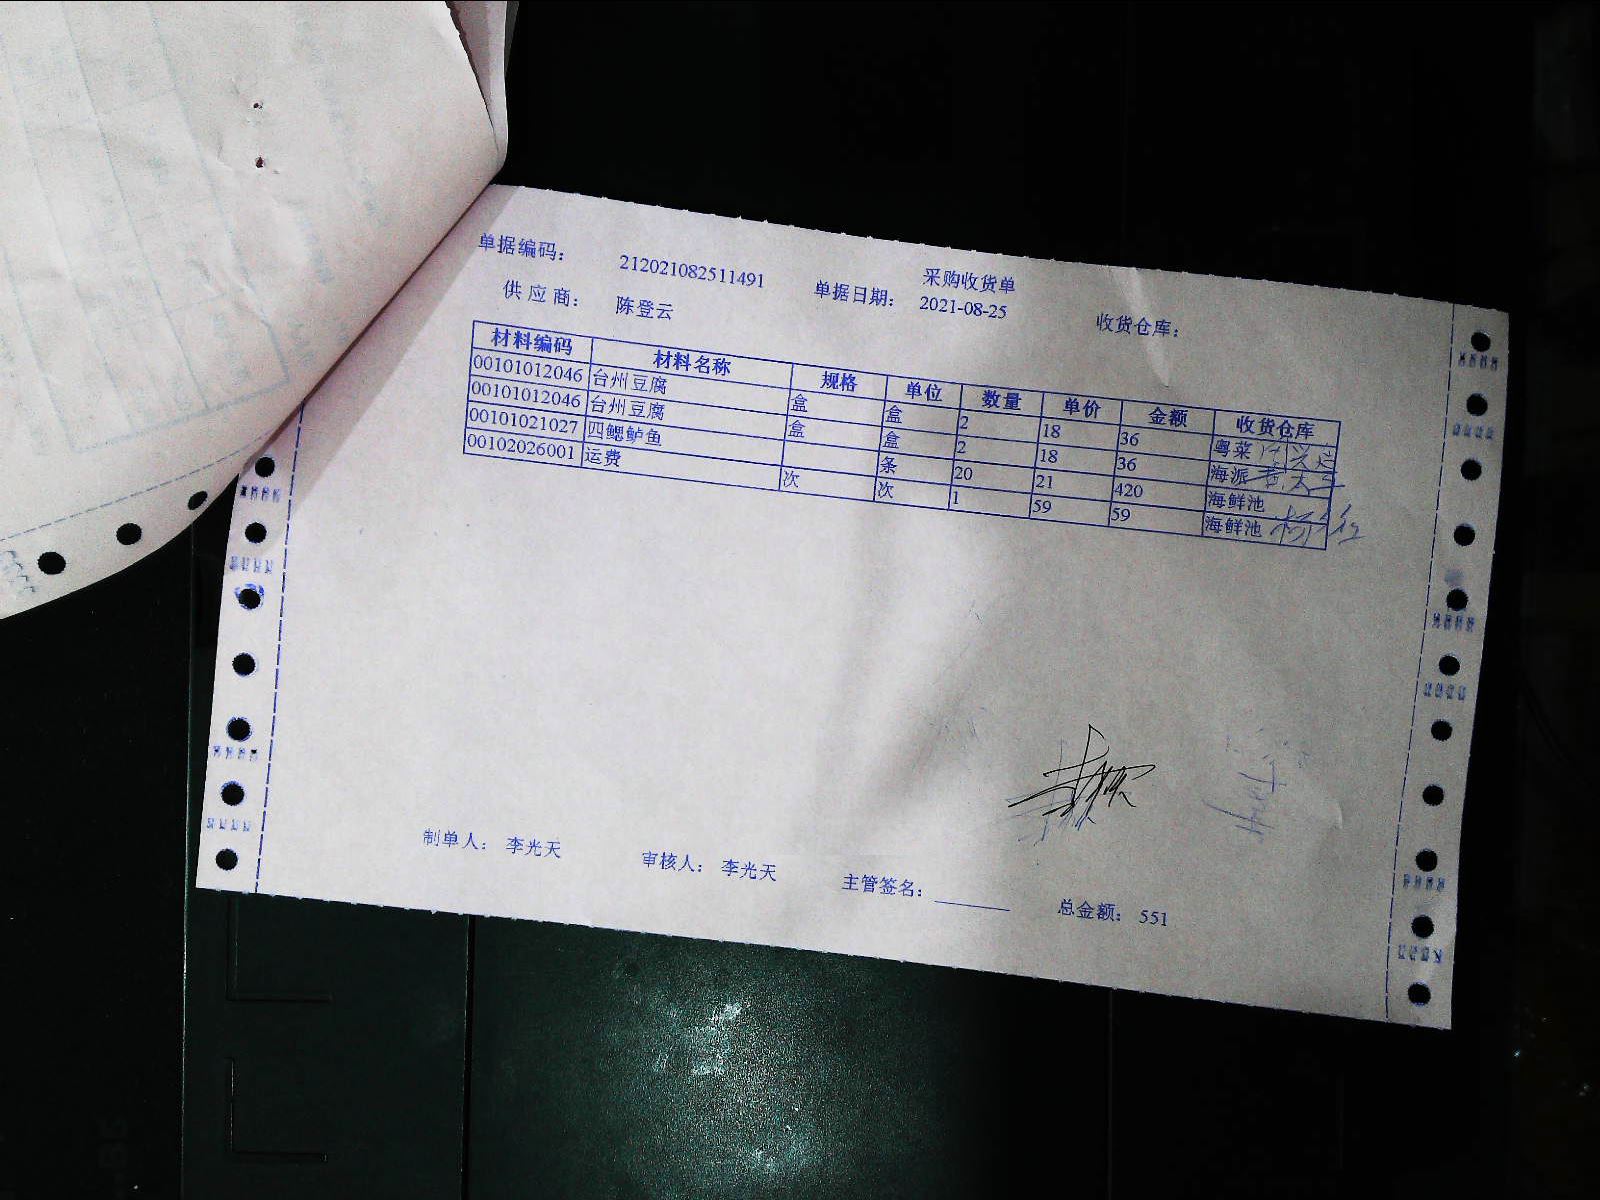 采购收货单
单据编码： 212021082511491 单据日期： 2021-08-25 收货仓库：
供应商： 陈登云
材料编码 材料名称 规格 单位 数量 单价 金额 收货仓库
00101012046 台州豆腐 盒 盒 2 18 36 粤菜
00101012046 台州豆腐 盒 盒 2 18 36 海派
00101021027 四鳃鲈鱼 条 20 21 420 海鲜池
00102026001 运费 次 次 1 59 59 海鲜池
制单人： 李光天 审核人： 李光天 主管签名： 总金额： 551